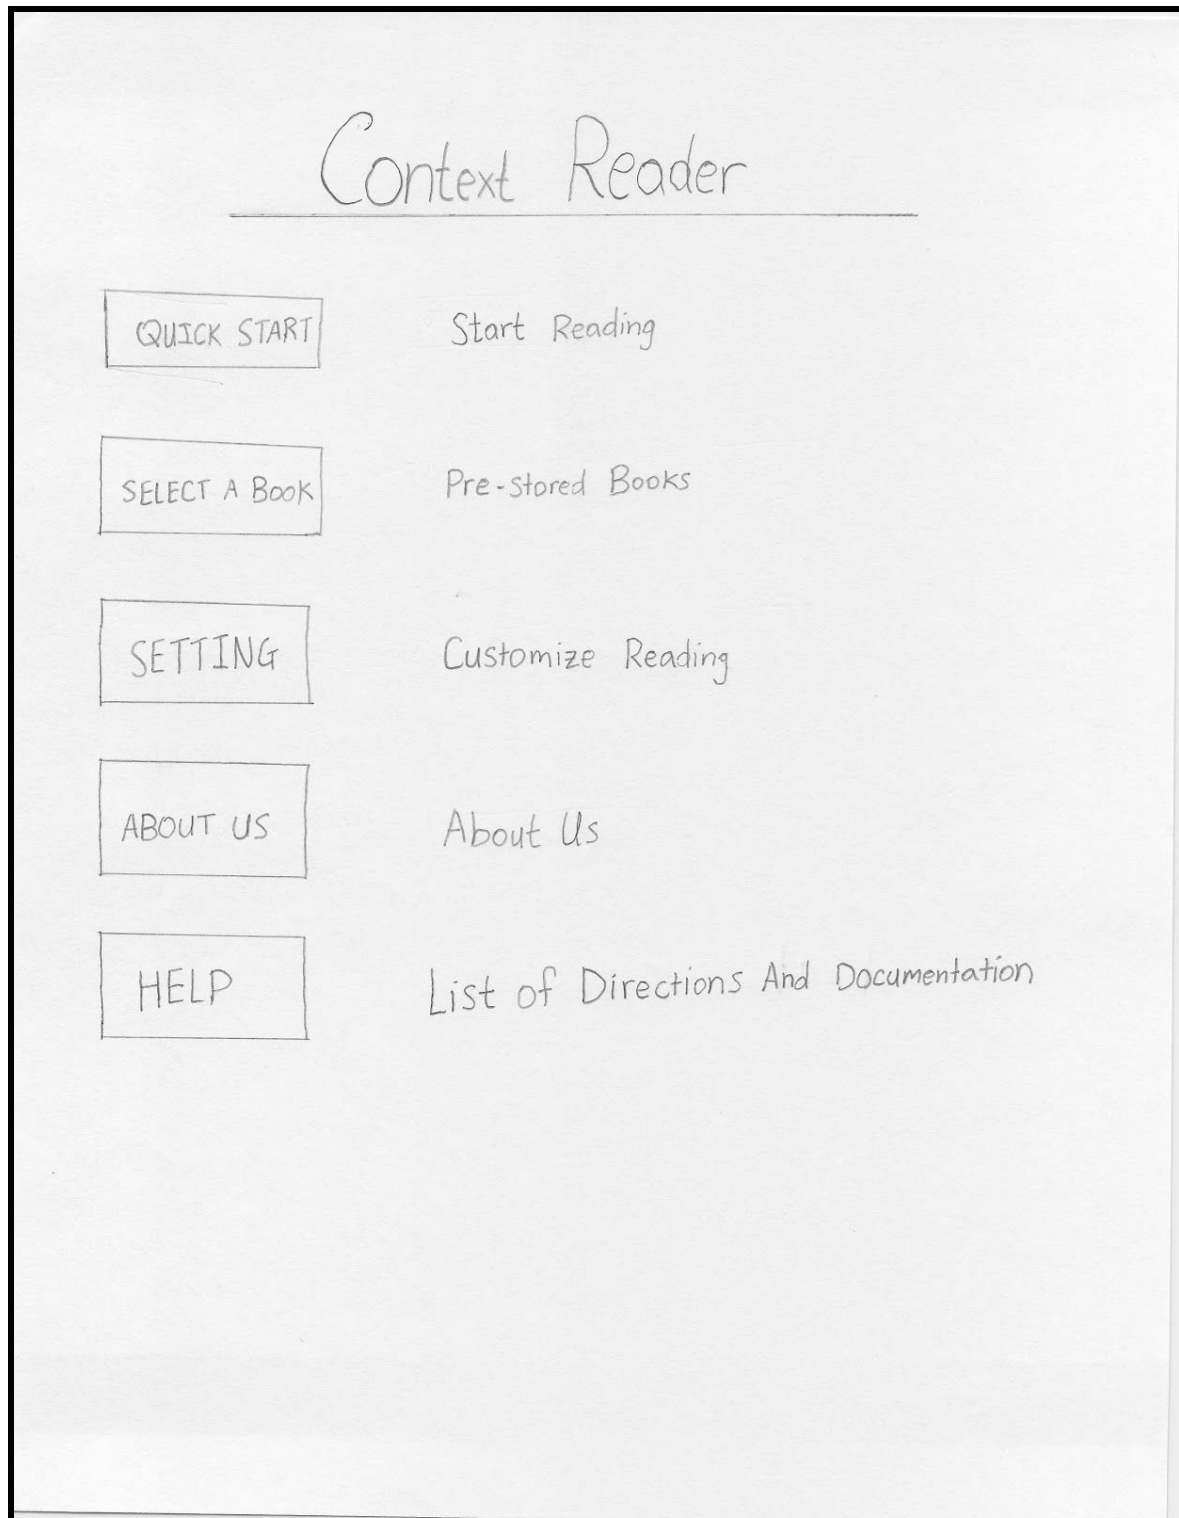 Context Reader
QUICK START Start Reading
SELECT A BOOK Pre-stored Books
SETTING Customize Reading
ABOUT US About Us
HELP List of Directions And Documentation